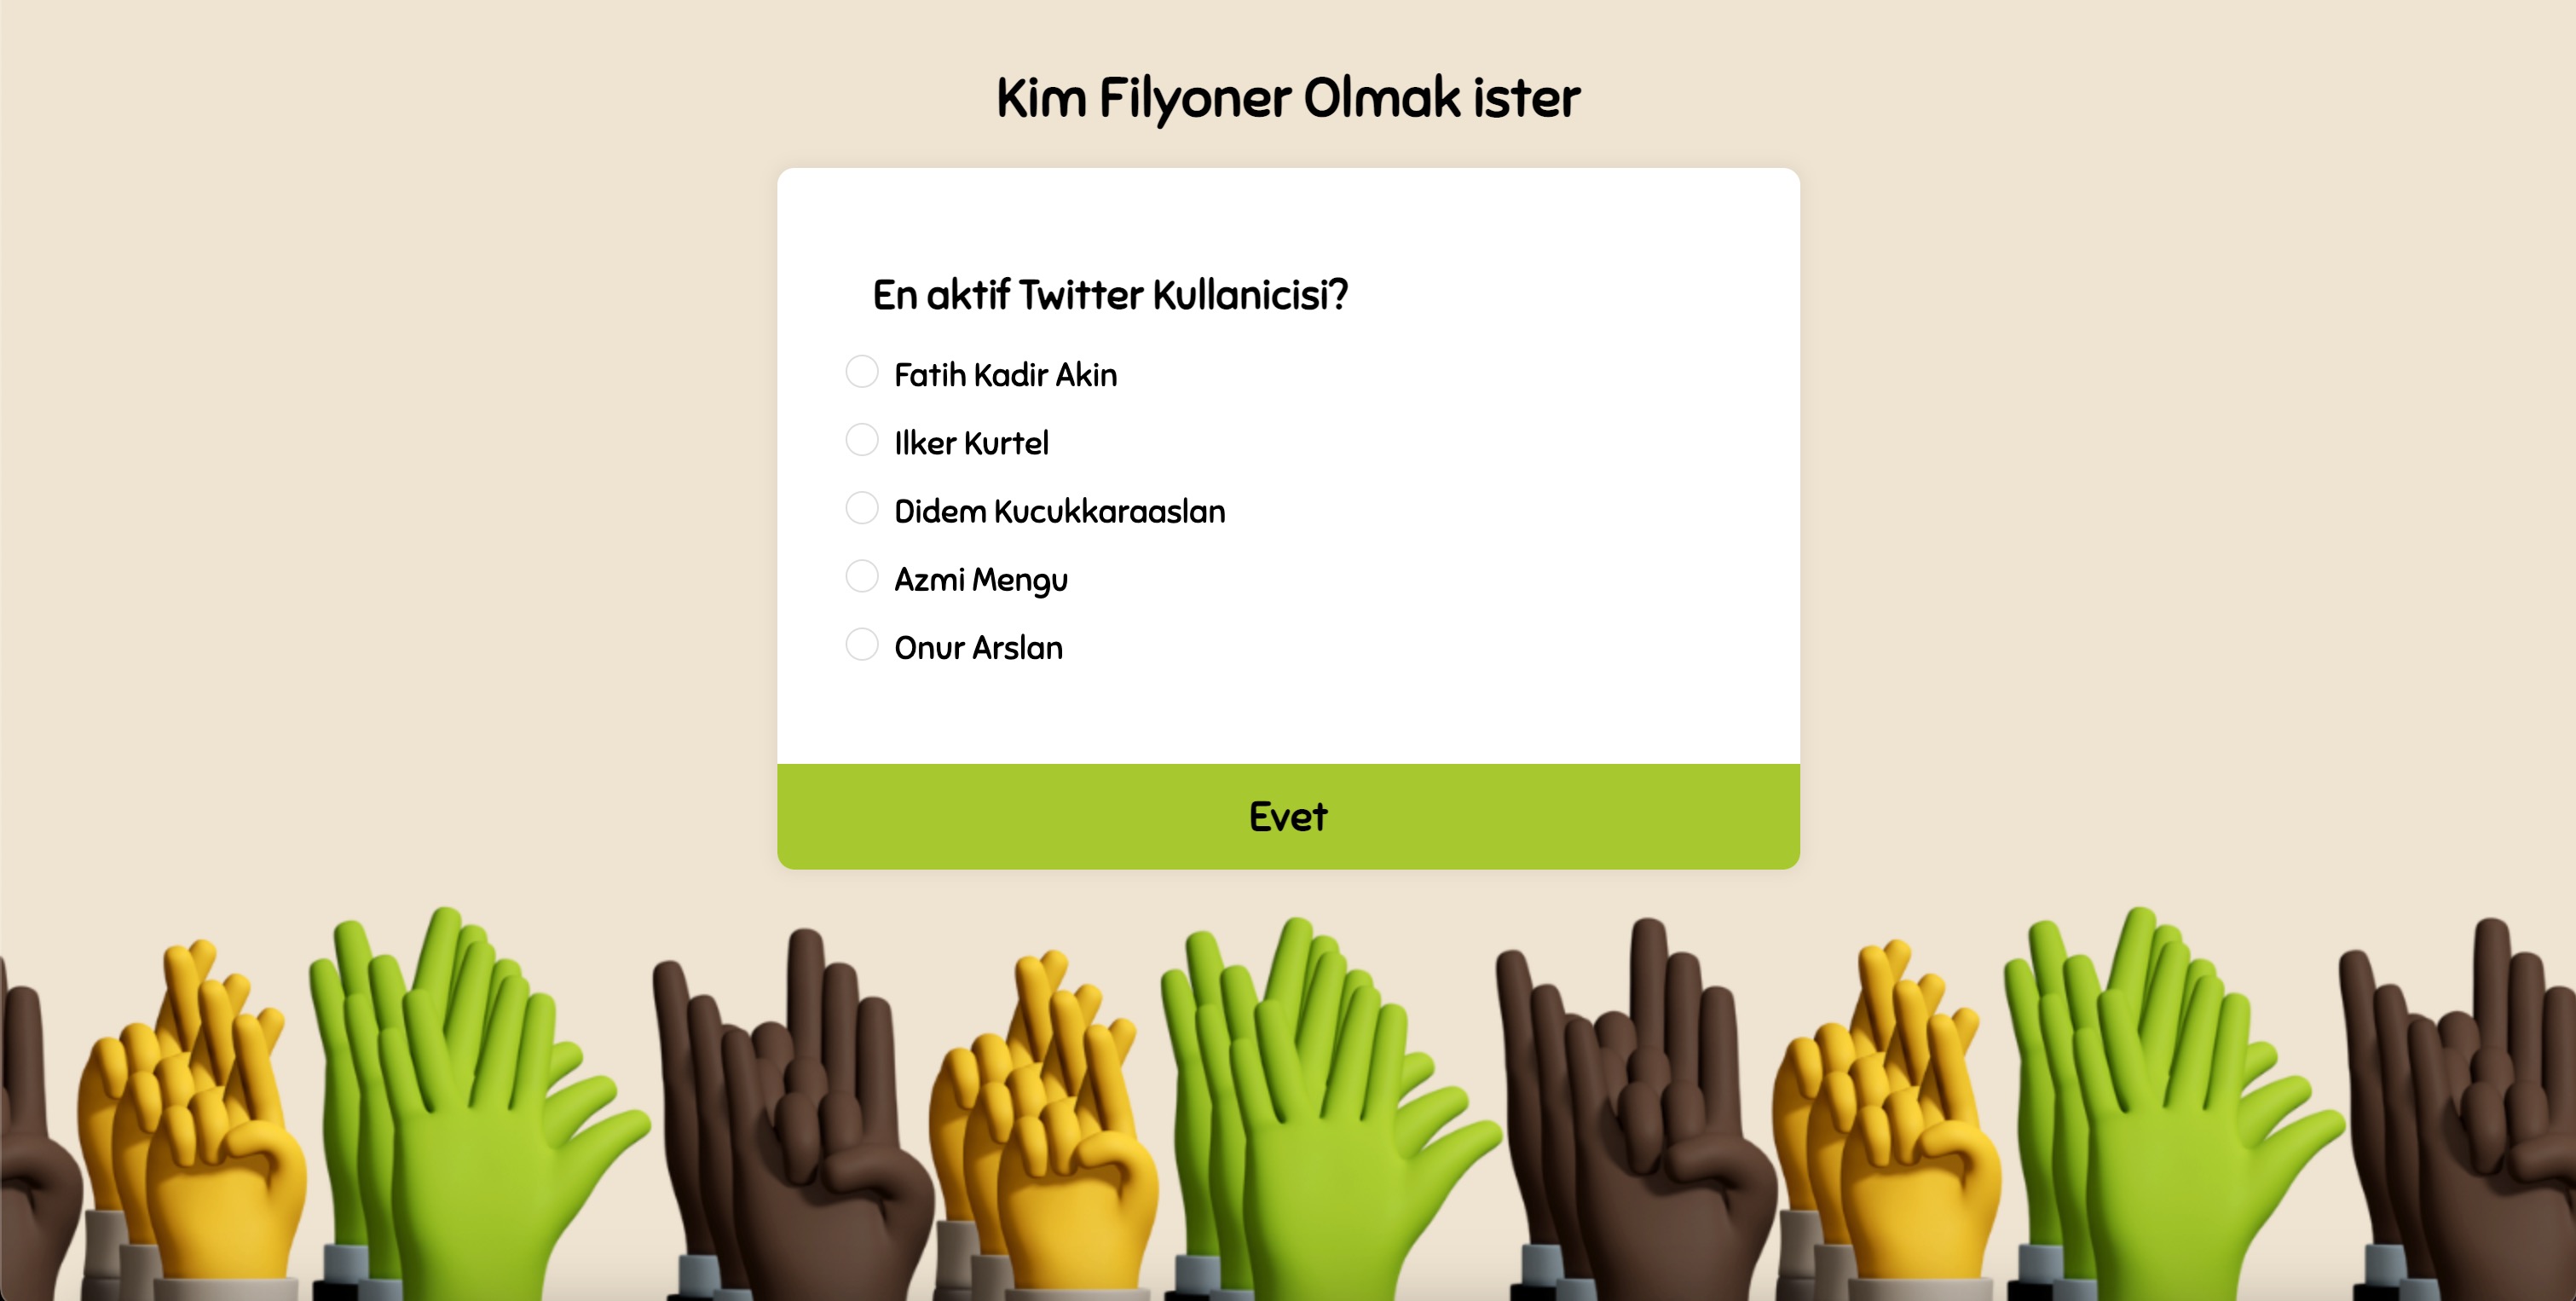 Kim Filyoner Olmak ister
En aktif Twitter Kullanicisi?
Fatih Kadir Akin
Ilker Kurtel
Didem Kucukkaraaslan
Azmi Mengu
Onur Arslan
Evet